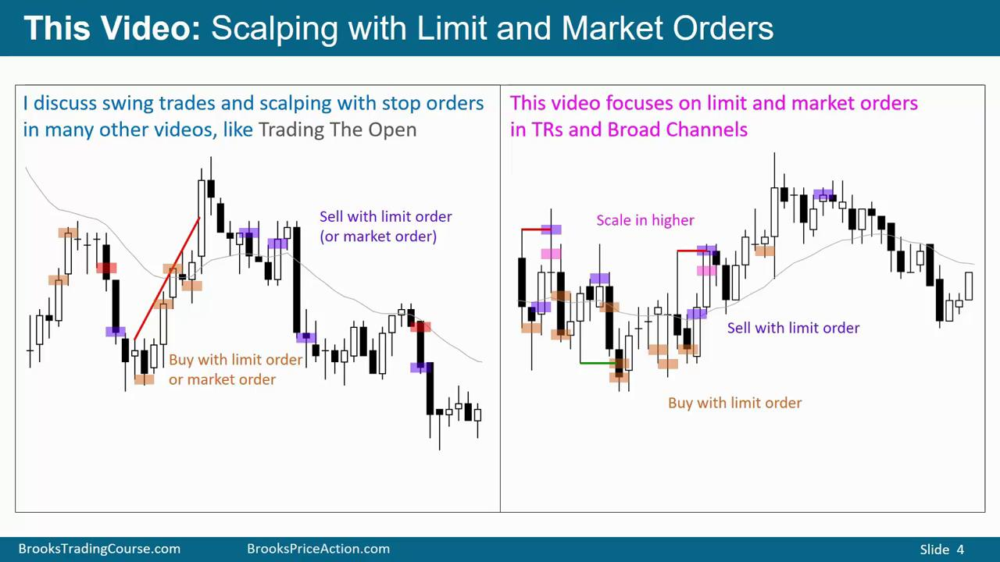 This Video: Scalping with Limit and Market Orders
I discuss swing trades and scalping with stop orders
in many other videos, like Trading The Open
Sell with limit order
(or market order)
Buy with limit order
or market order
This video focuses on limit and market orders
in TRs and Broad Channels
Scale in higher
Sell with limit order
Buy with limit order
BrooksTradingCourse.com
BrooksPriceAction.com
Slide 4